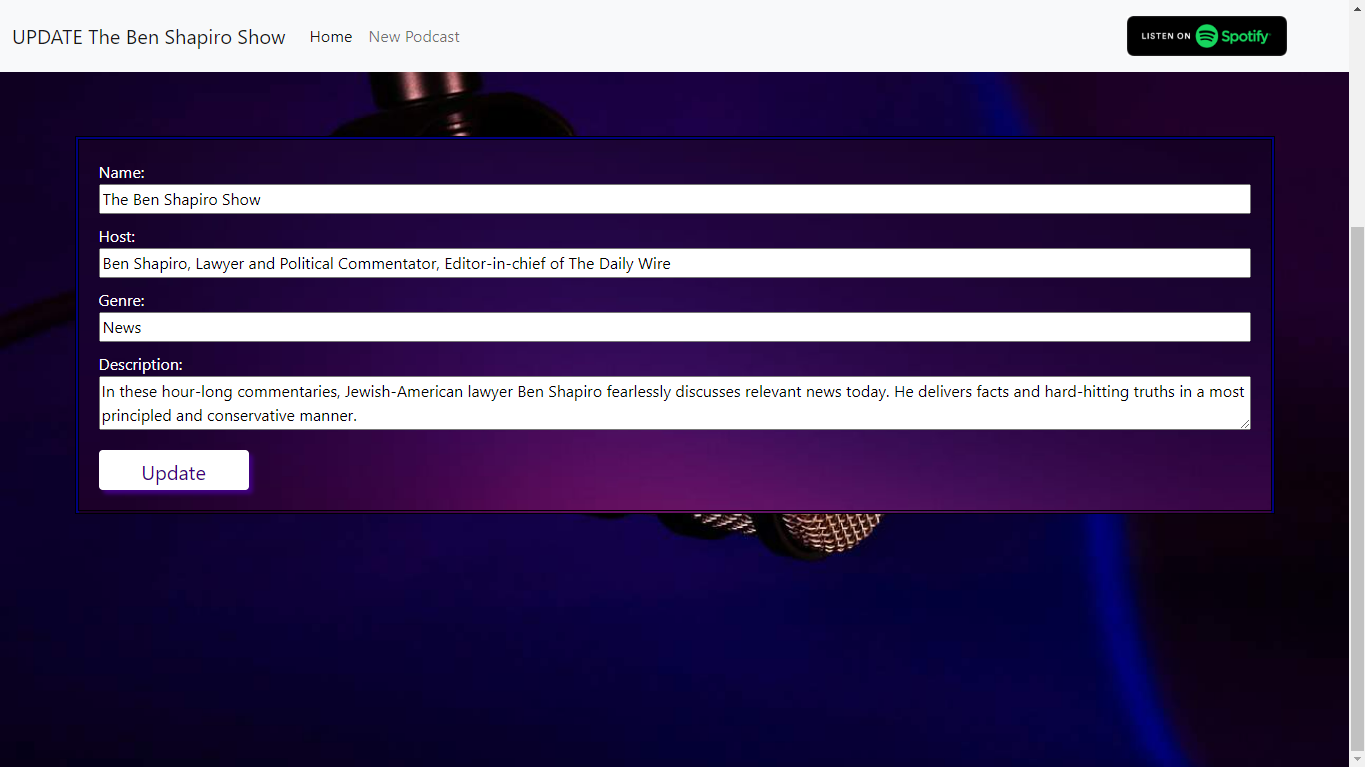 UPDATE The Ben Shapiro Show Home New Podcast LISTEN ON Spotify
Name:
The Ben Shapiro Show
Host:
Ben Shapiro, Lawyer and Political Commentator, Editor-in-chief of The Daily Wire
Genre:
News
Description:
In these hour-long commentaries, Jewish-American lawyer Ben Shapiro fearlessly discusses relevant news today. He delivers facts and hard-hitting truths in a most
principled and conservative manner.
Update